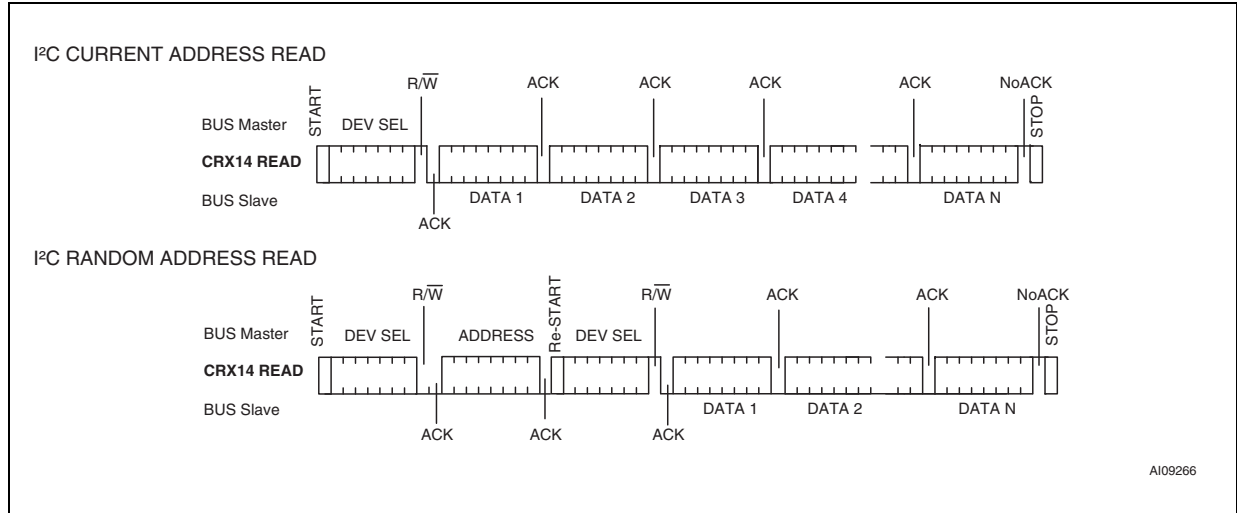 I²C CURRENT ADDRESS READ
R/W̅ ACK ACK ACK ACK NoACK
START STOP
BUS Master DEV SEL
CRX14 READ
BUS Slave DATA 1 DATA 2 DATA 3 DATA 4 DATA N
ACK
I²C RANDOM ADDRESS READ
R/W̅ R/W̅ ACK ACK NoACK
START Re-START STOP
BUS Master DEV SEL ADDRESS DEV SEL
CRX14 READ
BUS Slave DATA 1 DATA 2 DATA N
ACK ACK ACK
AI09266